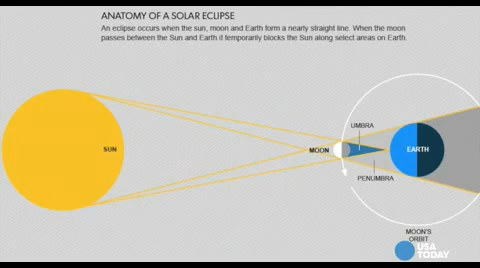 ANATOMY OF A SOLAR ECLIPSE
An eclipse occurs when the sun, moon and Earth form a nearly straight line. When the moon
passes between the Sun and Earth it temporarily blocks the Sun along select areas on Earth.
UMBRA
SUN
MOON
EARTH
PENUMBRA
MOON'S
ORBIT
USA
TODAY